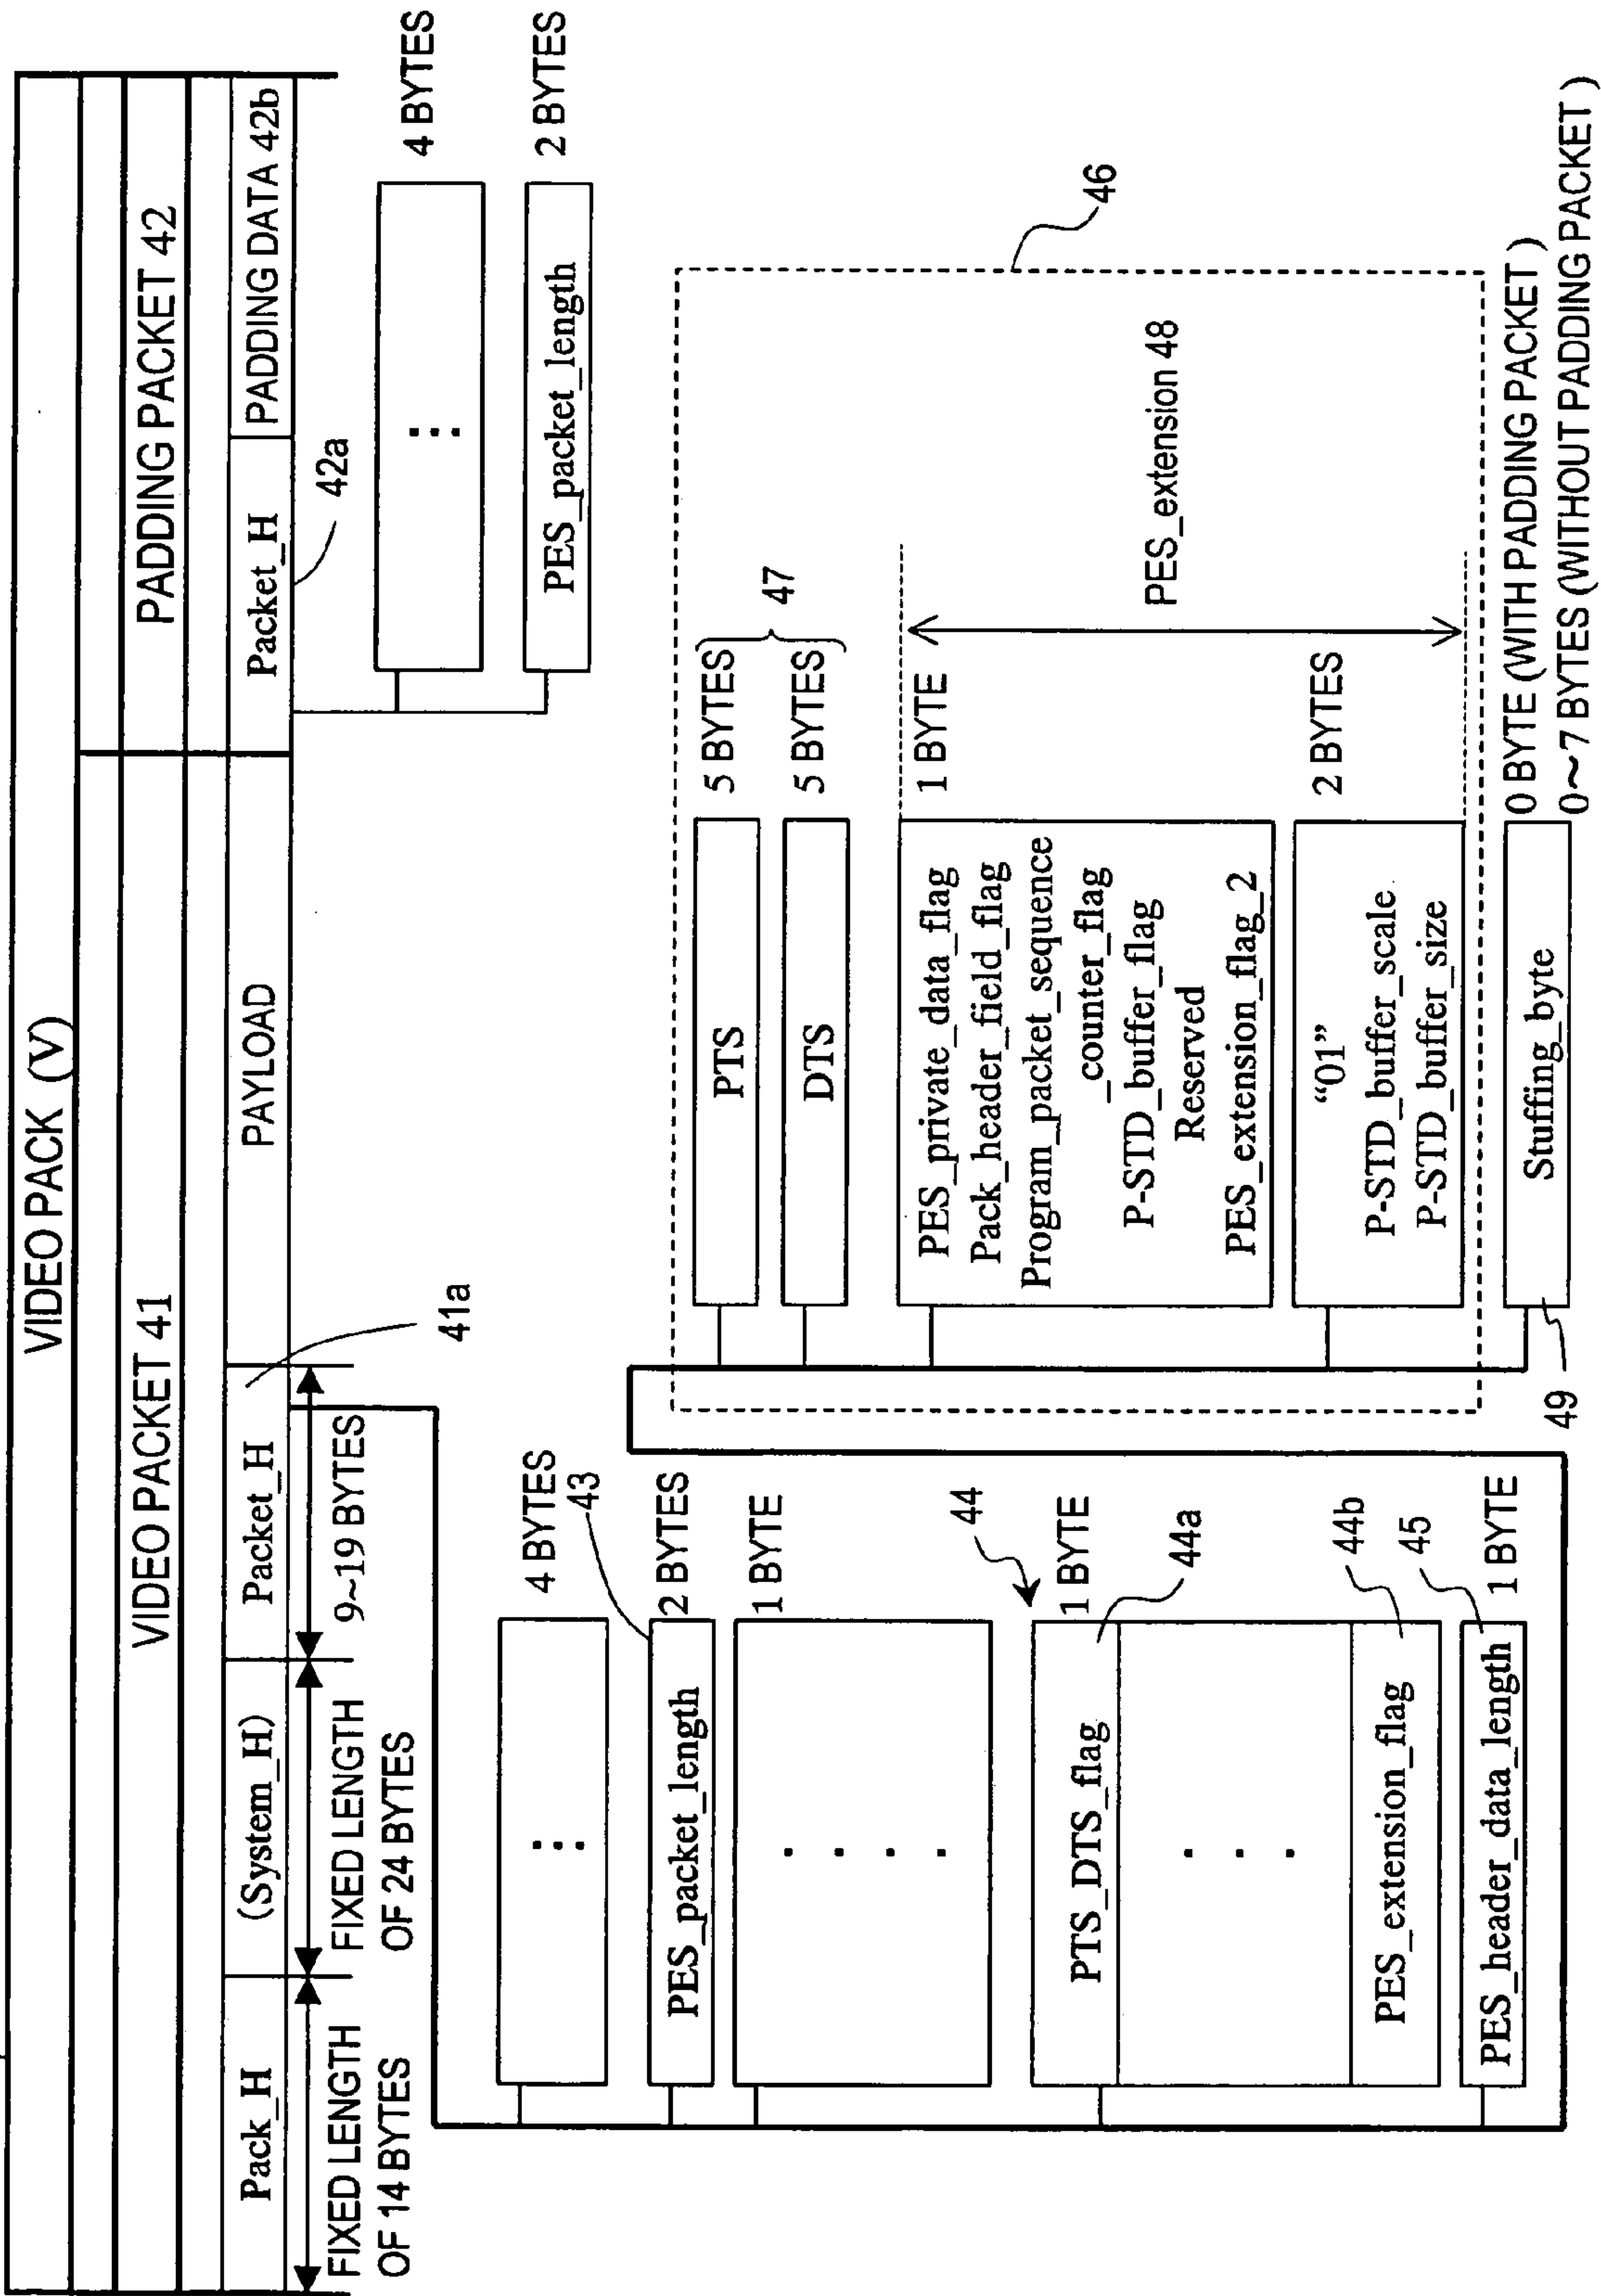 VIDEO PACK (V)
VIDEO PACKET 41
PADDING PACKET 42
Pack_H
(System_H)
Packet_H
PAYLOAD
Packet_H
PADDING DATA 42b
FIXED LENGTH
OF 14 BYTES
FIXED LENGTH
OF 24 BYTES
9~19 BYTES
41a
42a
⋮
4 BYTES
PES_packet_length
2 BYTES
⋮
4 BYTES
43
PES_packet_length
2 BYTES
. . . .
1 BYTE
44
PTS_DTS_flag
1 BYTE
44a
. . .
PES_extension_flag
44b
45
PES_header_data_length
1 BYTE
46
PTS
5 BYTES
47
DTS
5 BYTES
PES_private_data_flag
Pack_header_field_flag
Program_packet_sequence
_counter_flag
P-STD_buffer_flag
Reserved
PES_extension_flag_2
1 BYTE
PES_extension 48
“01”
P-STD_buffer_scale
P-STD_buffer_size
2 BYTES
Stuffing_byte
49
0 BYTE (WITH PADDING PACKET )
0~7 BYTES (WITHOUT PADDING PACKET )